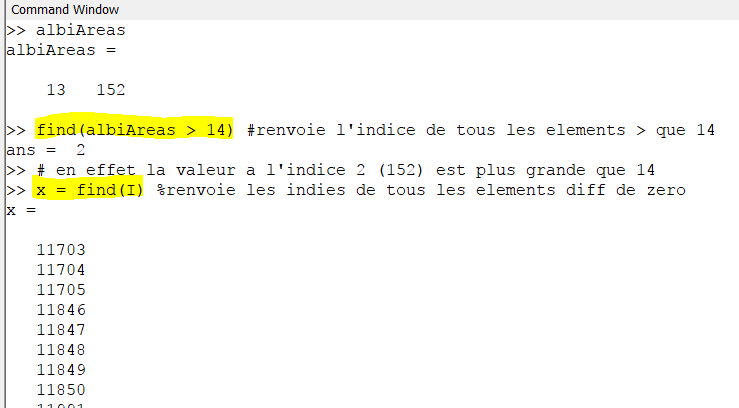 Command Window
>> albiAreas
albiAreas =
13 152
>> find(albiAreas > 14) #renvoie l'indice de tous les elements > que 14
ans = 2
>> # en effet la valeur a l'indice 2 (152) est plus grande que 14
>> x = find(I) %renvoie les indies de tous les elements diff de zero
x =
11703
11704
11705
11846
11847
11848
11849
11850